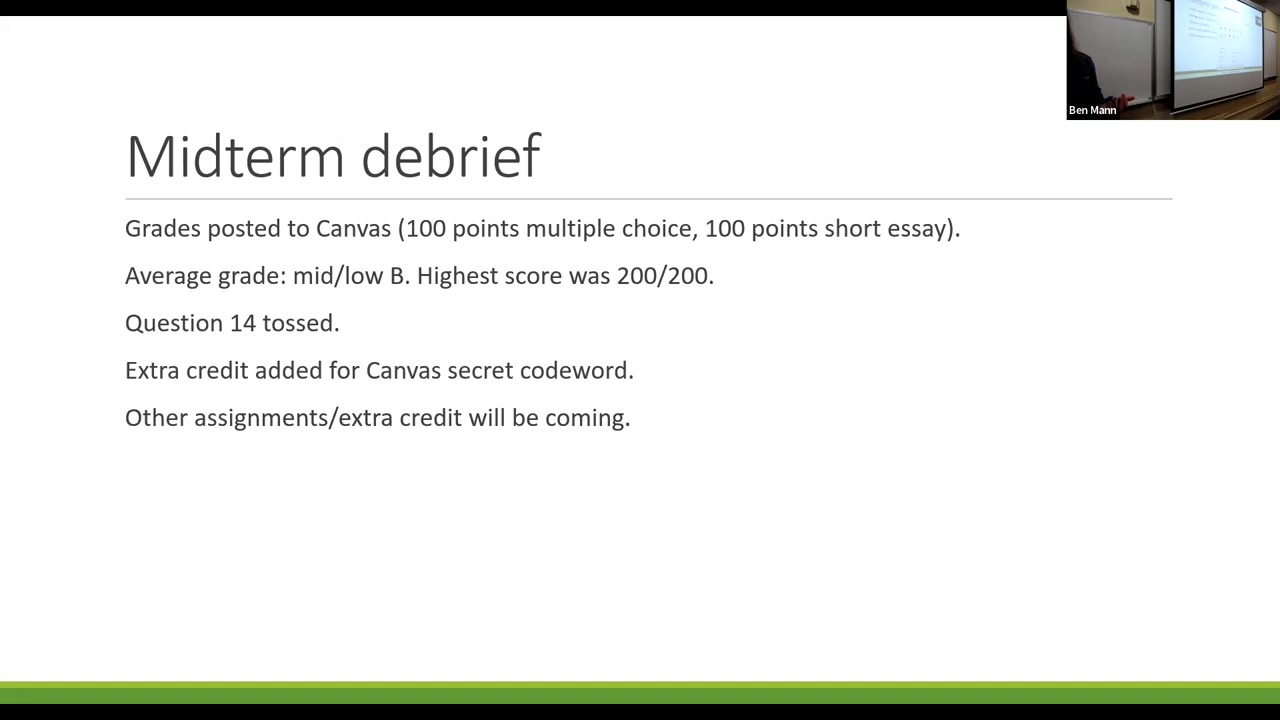 Ben Mann
Midterm debrief
Grades posted to Canvas (100 points multiple choice, 100 points short essay).
Average grade: mid/low B. Highest score was 200/200.
Question 14 tossed.
Extra credit added for Canvas secret codeword.
Other assignments/extra credit will be coming.